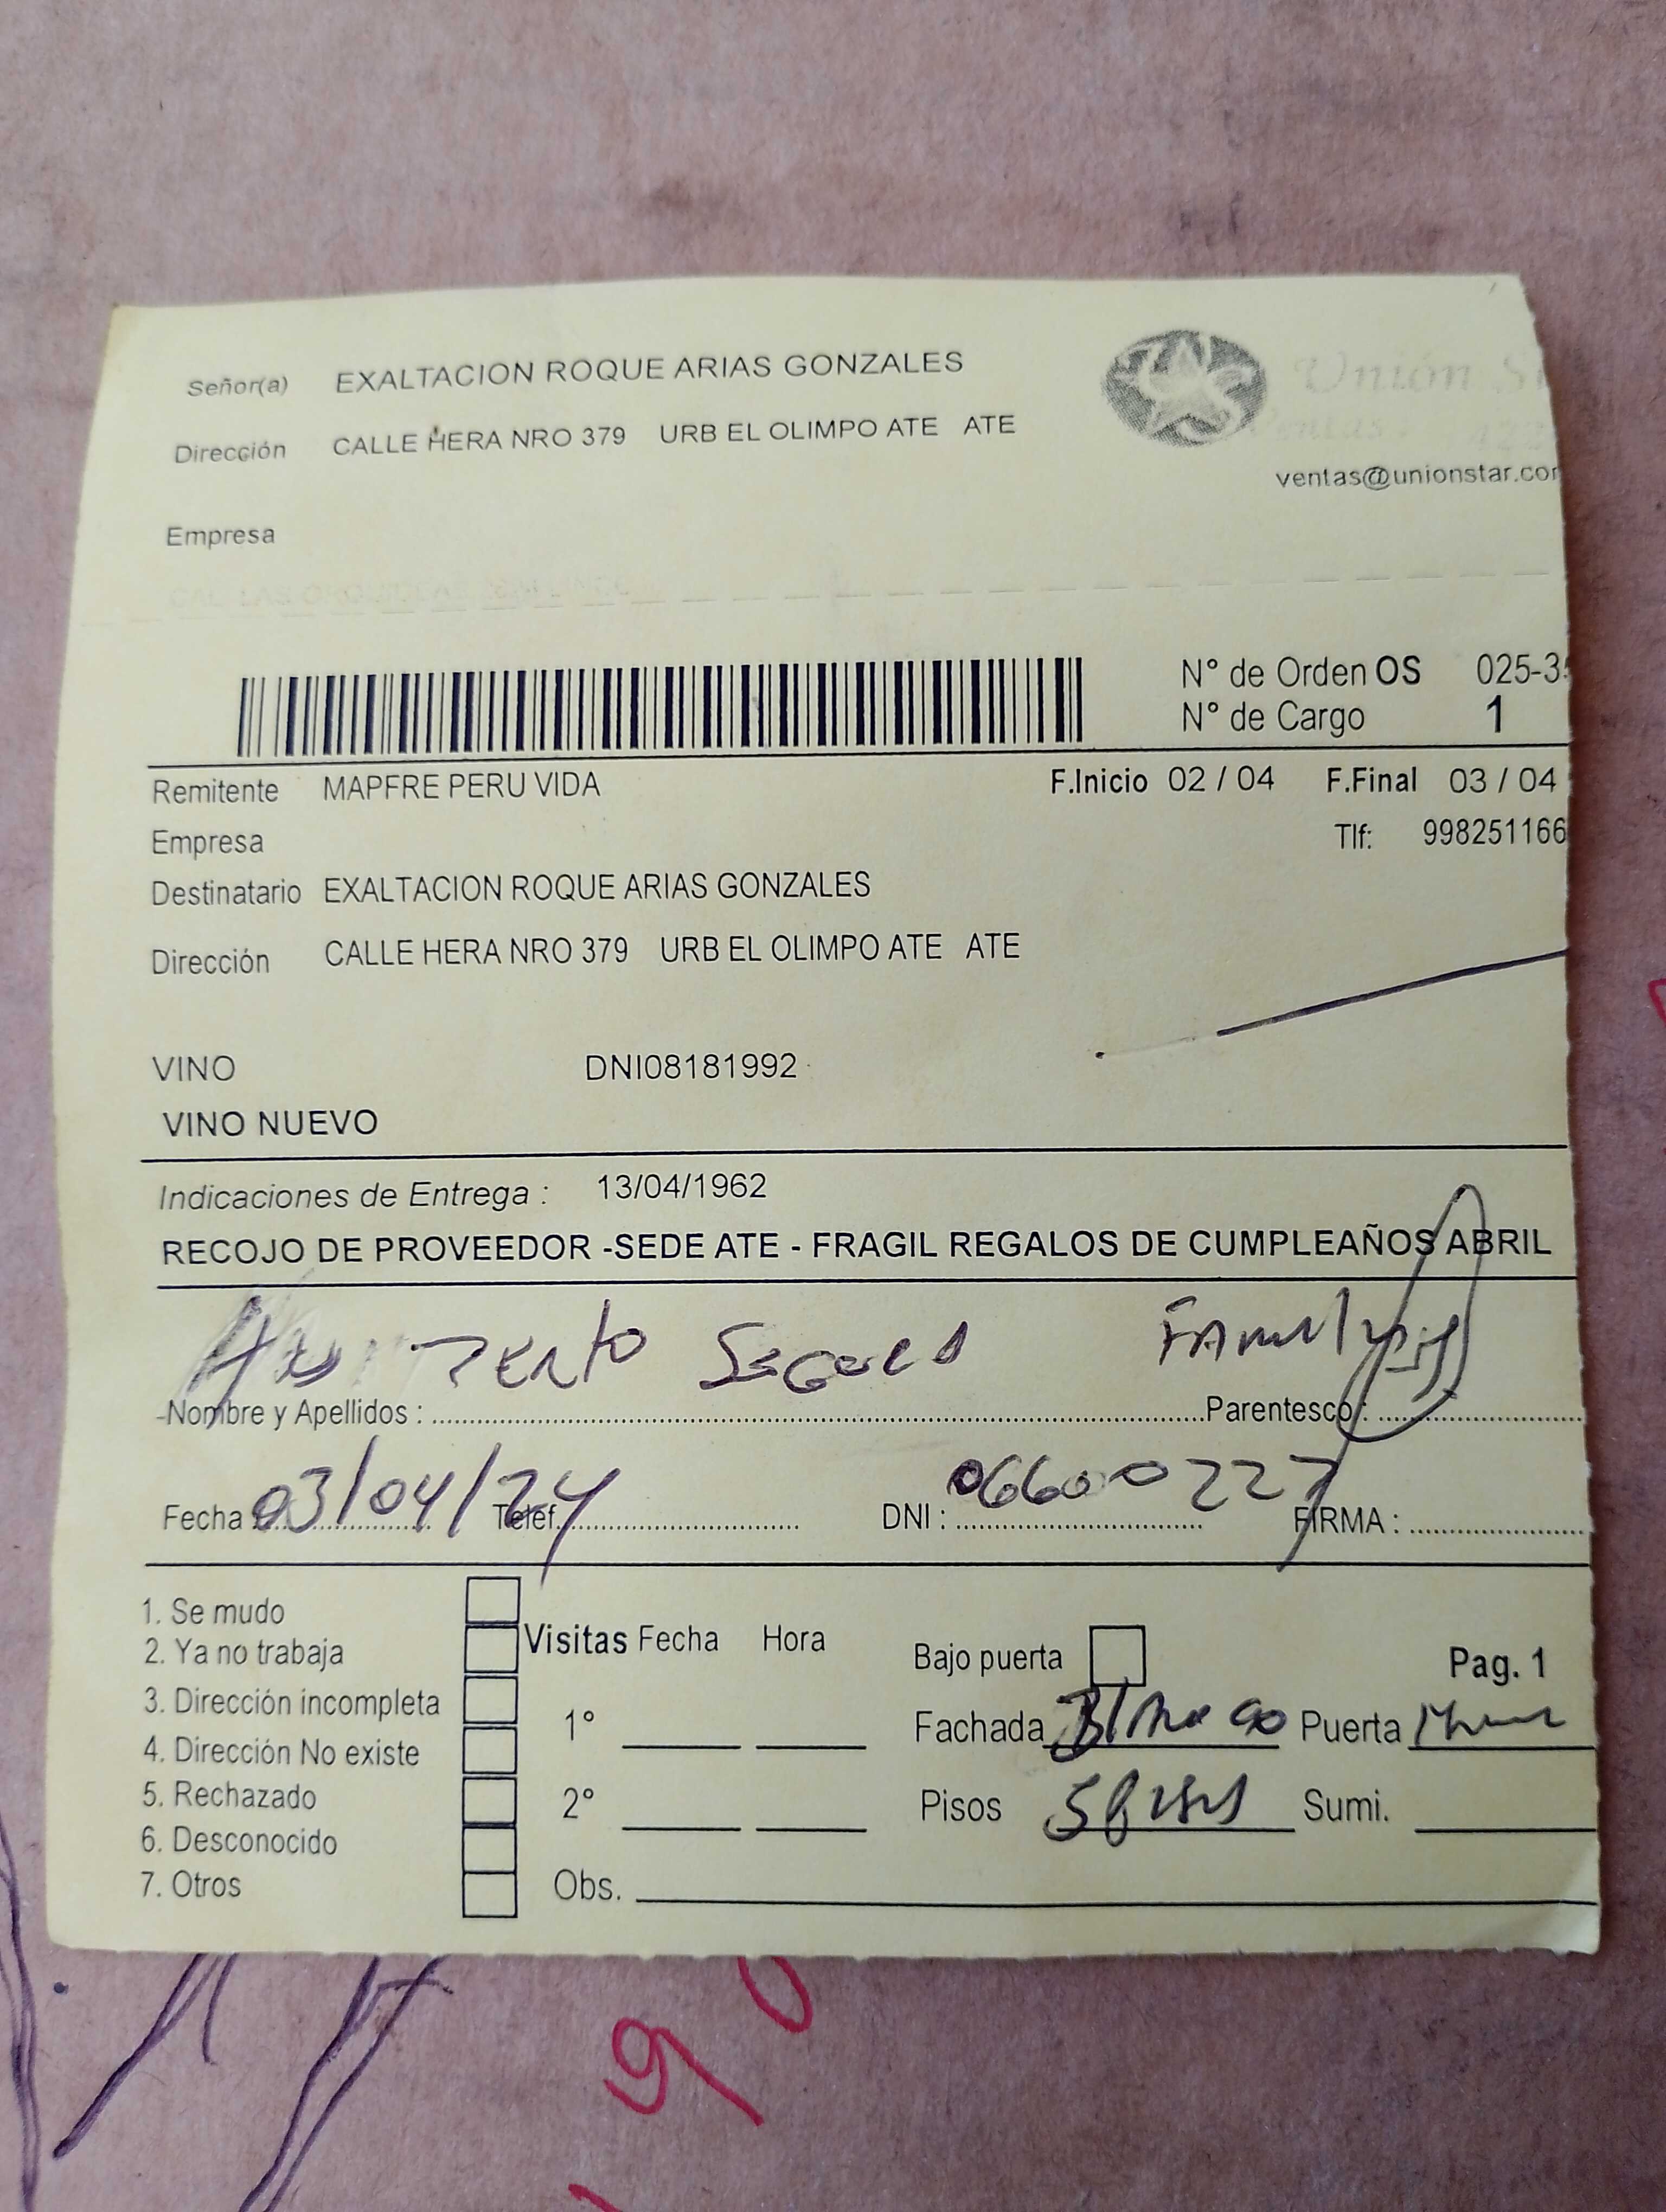 Señor(a) EXALTACION ROQUE ARIAS GONZALES
Unión
Dirección CALLE HERA NRO 379 URB EL OLIMPO ATE ATE
ventas@unionstar.cor
Empresa
N° de Orden OS 025-3
N° de Cargo 1
Remitente MAPFRE PERU VIDA F.Inicio 02 / 04 F.Final 03 / 04
Empresa Tlf: 998251166
Destinatario EXALTACION ROQUE ARIAS GONZALES
Dirección CALLE HERA NRO 379 URB EL OLIMPO ATE ATE
VINO DNI08181992
VINO NUEVO
Indicaciones de Entrega : 13/04/1962
RECOJO DE PROVEEDOR -SEDE ATE - FRAGIL REGALOS DE CUMPLEAÑOS ABRIL
Nombre y Apellidos : Parentesco :
Fecha 03/04/24 Telef. DNI : 06600227 FIRMA :
1. Se mudo
2. Ya no trabaja Visitas Fecha Hora Bajo puerta Pag. 1
3. Dirección incompleta 1° Fachada Blanco Puerta
4. Dirección No existe
5. Rechazado 2° Pisos Sumi.
6. Desconocido
7. Otros Obs.
90